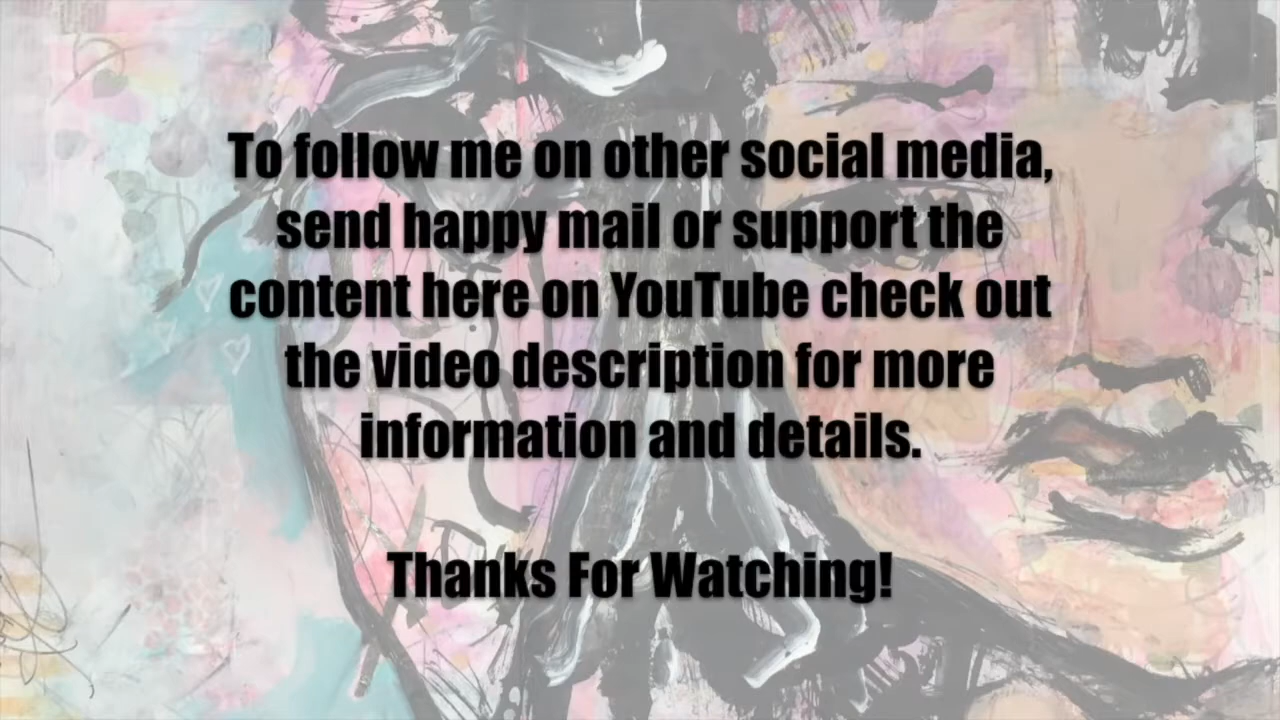 To follow me on other social media,
send happy mail or support the
content here on YouTube check out
the video description for more
information and details.
Thanks For Watching!